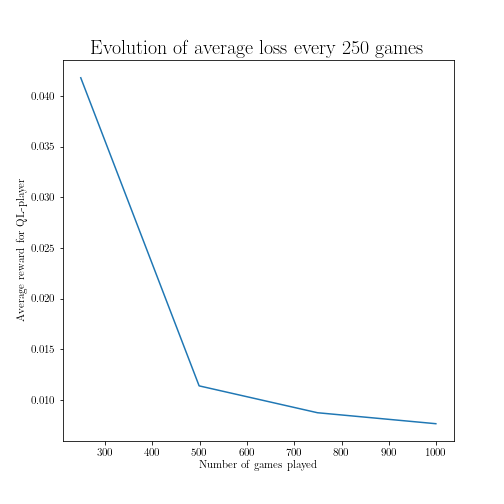 Evolution of average loss every 250 games
0.040
0.035
0.030
0.025
0.020
0.015
0.010
Average reward for QL-player
300 400 500 600 700 800 900 1000
Number of games played